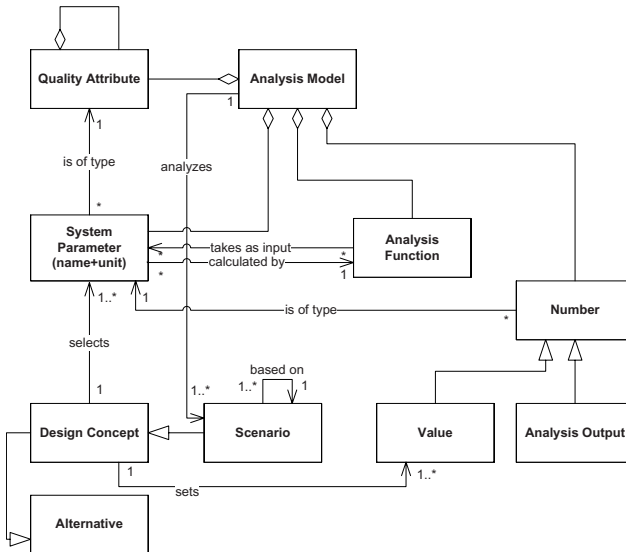 Quality Attribute
Analysis Model
1
1
is of type
analyzes
*
System
Parameter
(name+unit)
takes as input
*
*
calculated by
*
1
Analysis
Function
1..*
1
is of type
*
Number
selects
based on
1..*
1
1
1..*
Design Concept
Scenario
Value
Analysis Output
1
sets
1..*
Alternative